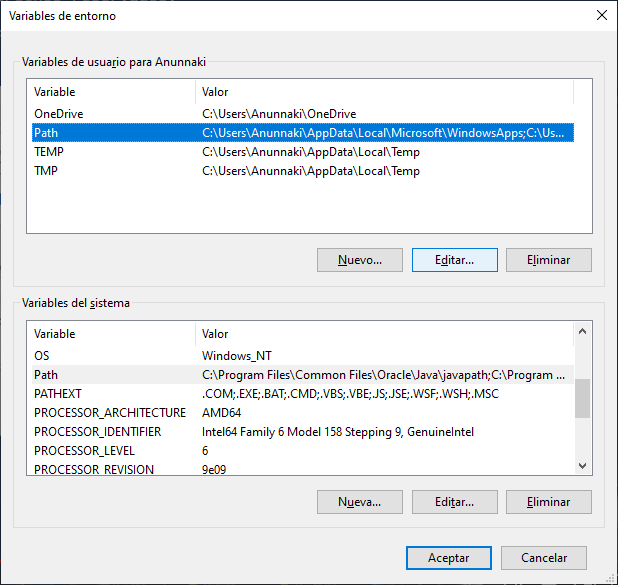 Variables de entorno
Variables de usuario para Anunnaki
Variable Valor
OneDrive C:\Users\Anunnaki\OneDrive
Path C:\Users\Anunnaki\AppData\Local\Microsoft\WindowsApps;C:\Us...
TEMP C:\Users\Anunnaki\AppData\Local\Temp
TMP C:\Users\Anunnaki\AppData\Local\Temp
Nuevo... Editar... Eliminar
Variables del sistema
Variable Valor
OS Windows_NT
Path C:\Program Files\Common Files\Oracle\Java\javapath;C:\Program ...
PATHEXT .COM;.EXE;.BAT;.CMD;.VBS;.VBE;.JS;.JSE;.WSF;.WSH;.MSC
PROCESSOR_ARCHITECTURE AMD64
PROCESSOR_IDENTIFIER Intel64 Family 6 Model 158 Stepping 9, GenuineIntel
PROCESSOR_LEVEL 6
PROCESSOR_REVISION 9e09
Nueva... Editar... Eliminar
Aceptar Cancelar